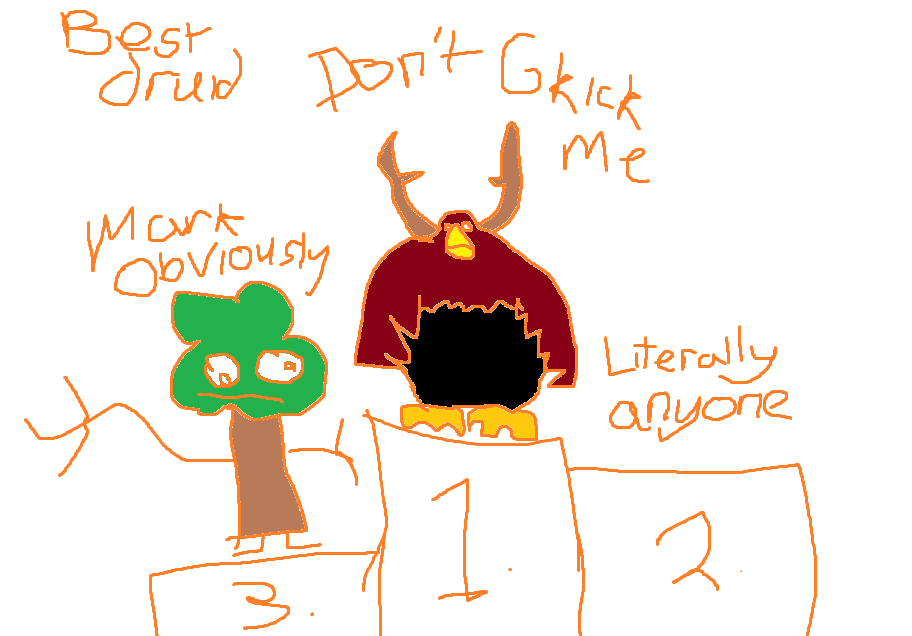 Best
druid
Don't Gkick
Me
Mark
obviously
Literally
anyone
1.
2
3.